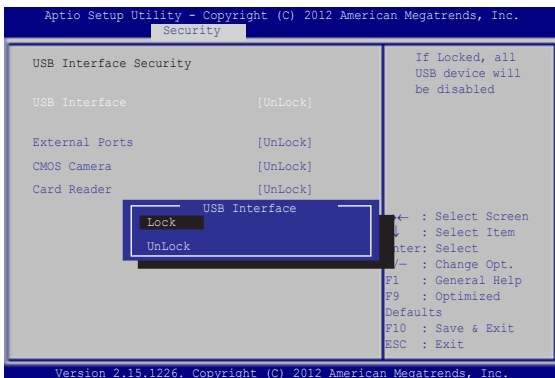 Aptio Setup Utility - Copyright (C) 2012 American Megatrends, Inc.
Security
USB Interface Security
USB Interface [UnLock]
External Ports [UnLock]
CMOS Camera [UnLock]
Card Reader [UnLock]
USB Interface
Lock
UnLock
If Locked, all
USB device will
be disabled
→← : Select Screen
↓ : Select Item
nter: Select
/— : Change Opt.
F1 : General Help
F9 : Optimized
Defaults
F10 : Save & Exit
ESC : Exit
Version 2.15.1226. Copyright (C) 2012 American Megatrends, Inc.